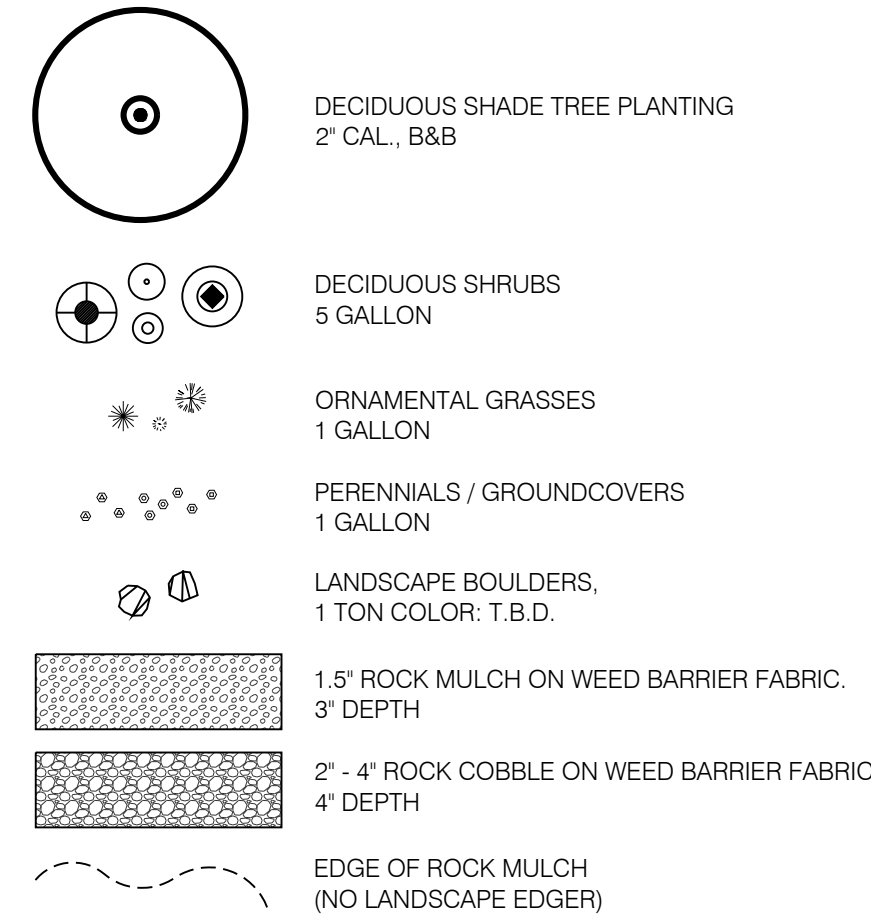 DECIDUOUS SHADE TREE PLANTING
2" CAL., B&B
DECIDUOUS SHRUBS
5 GALLON
ORNAMENTAL GRASSES
1 GALLON
PERENNIALS / GROUNDCOVERS
1 GALLON
LANDSCAPE BOULDERS,
1 TON COLOR: T.B.D.
1.5" ROCK MULCH ON WEED BARRIER FABRIC.
3" DEPTH
2" - 4" ROCK COBBLE ON WEED BARRIER FABRIC
4" DEPTH
EDGE OF ROCK MULCH
(NO LANDSCAPE EDGER)